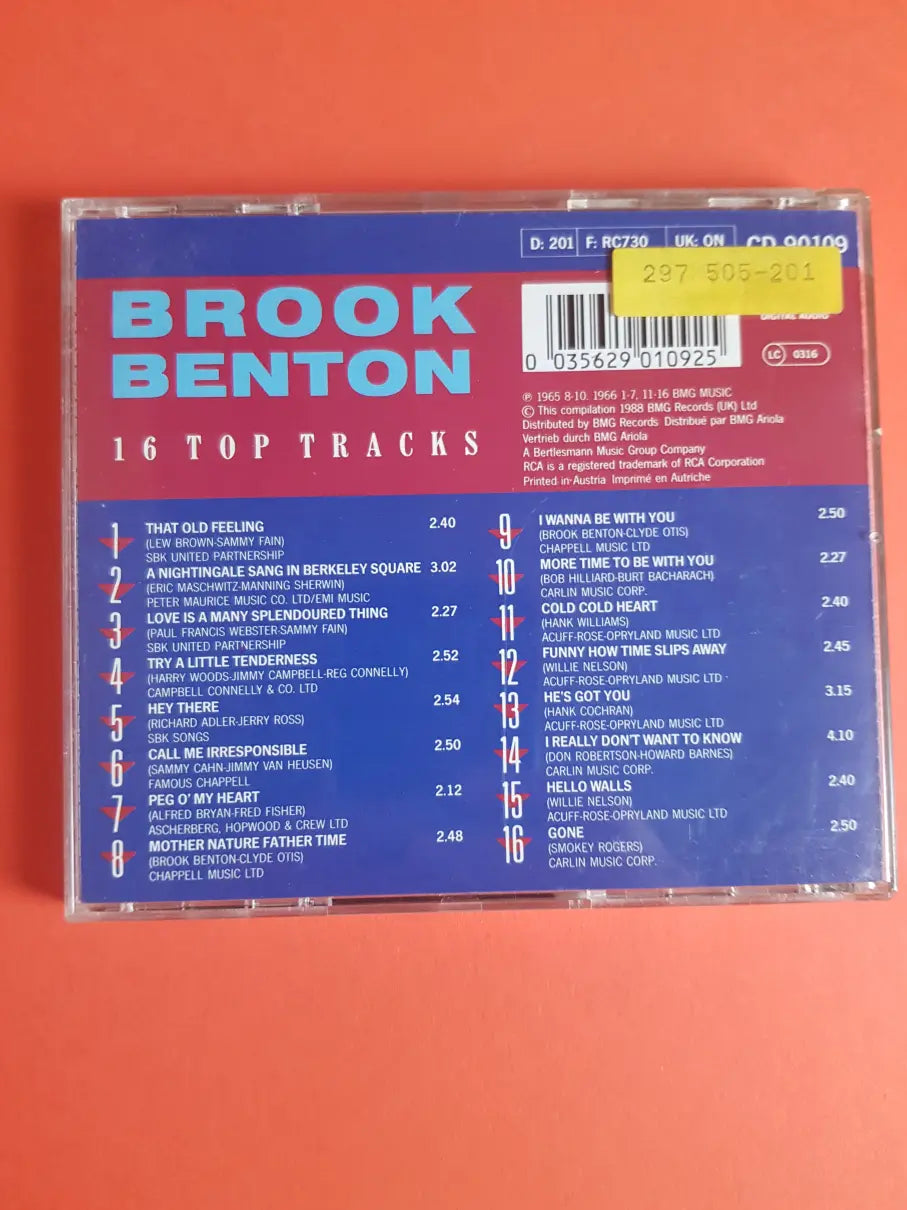 D: 201 F: RC730 UK: ON CD 90109
297 505-201
BROOK
BENTON
16 TOP TRACKS
0 035629 010925
DIGITAL AUDIO
LC 0316
℗ 1965 8-10. 1966 1-7, 11-16 BMG MUSIC
© This compilation 1988 BMG Records (UK) Ltd
Distributed by BMG Records Distribué par BMG Ariola
Vertrieb durch BMG Ariola
A Bertlesmann Music Group Company
RCA is a registered trademark of RCA Corporation
Printed in Austria Imprimé en Autriche
1 THAT OLD FEELING 2.40
(LEW BROWN-SAMMY FAIN)
SBK UNITED PARTNERSHIP
2 A NIGHTINGALE SANG IN BERKELEY SQUARE 3.02
(ERIC MASCHWITZ-MANNING SHERWIN)
PETER MAURICE MUSIC CO. LTD/EMI MUSIC
3 LOVE IS A MANY SPLENDOURED THING 2.27
(PAUL FRANCIS WEBSTER-SAMMY FAIN)
SBK UNITED PARTNERSHIP
4 TRY A LITTLE TENDERNESS 2.52
(HARRY WOODS-JIMMY CAMPBELL-REG CONNELLY)
CAMPBELL CONNELLY & CO. LTD
5 HEY THERE 2.54
(RICHARD ADLER-JERRY ROSS)
SBK SONGS
6 CALL ME IRRESPONSIBLE 2.50
(SAMMY CAHN-JIMMY VAN HEUSEN)
FAMOUS CHAPPELL
7 PEG O' MY HEART 2.12
(ALFRED BRYAN-FRED FISHER)
ASCHERBERG, HOPWOOD & CREW LTD
8 MOTHER NATURE FATHER TIME 2.48
(BROOK BENTON-CLYDE OTIS)
CHAPPELL MUSIC LTD
9 I WANNA BE WITH YOU 2.50
(BROOK BENTON-CLYDE OTIS)
CHAPPELL MUSIC LTD
10 MORE TIME TO BE WITH YOU 2.27
(BOB HILLIARD-BURT BACHARACH)
CARLIN MUSIC CORP.
11 COLD COLD HEART 2.40
(HANK WILLIAMS)
ACUFF-ROSE-OPRYLAND MUSIC LTD
12 FUNNY HOW TIME SLIPS AWAY 2.45
(WILLIE NELSON)
ACUFF-ROSE-OPRYLAND MUSIC LTD
13 HE'S GOT YOU 3.15
(HANK COCHRAN)
ACUFF-ROSE-OPRYLAND MUSIC LTD
14 I REALLY DON'T WANT TO KNOW 4.10
(DON ROBERTSON-HOWARD BARNES)
CARLIN MUSIC CORP.
15 HELLO WALLS 2.40
(WILLIE NELSON)
ACUFF-ROSE-OPRYLAND MUSIC LTD
16 GONE 2.50
(SMOKEY ROGERS)
CARLIN MUSIC CORP.